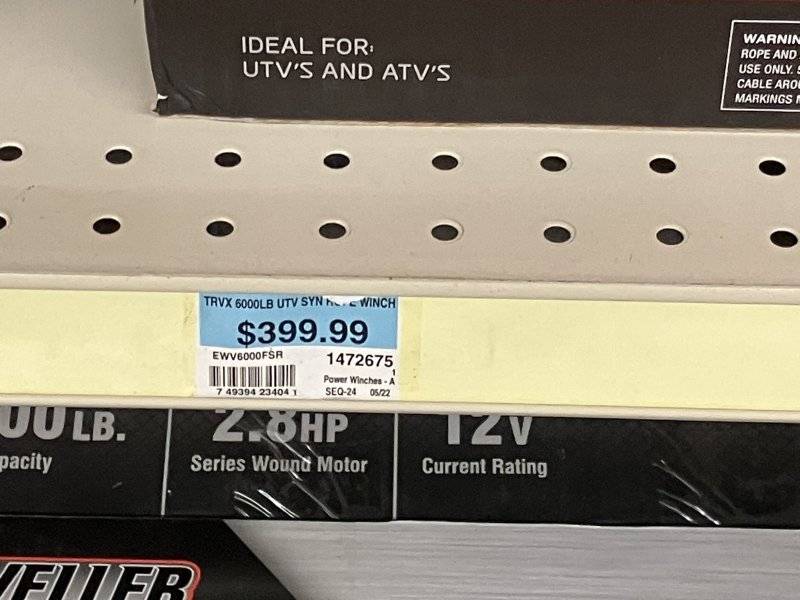 IDEAL FOR:
UTV'S AND ATV'S
WARNIN
ROPE AND
USE ONLY.
CABLE AROU
MARKINGS
TRVX 6000LB UTV SYN WINCH
$399.99
EWV6000FSR
1472675
1
Power Winches - A
7 49394 23404 1
SEQ-24 05/22
00 LB.
pacity
2.8HP
Series Wound Motor
12V
Current Rating
VELLER